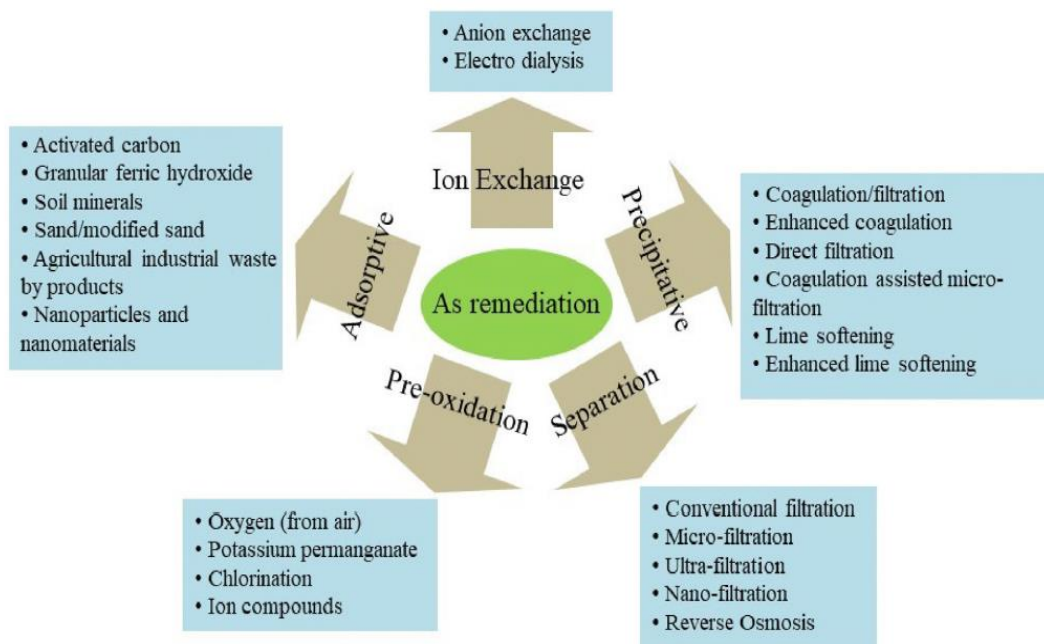 • Anion exchange
• Electro dialysis
Ion Exchange
• Activated carbon
• Granular ferric hydroxide
• Soil minerals
• Sand/modified sand
• Agricultural industrial waste
by products
• Nanoparticles and
nanomaterials
Adsorptive
As remediation
Precipitative
• Coagulation/filtration
• Enhanced coagulation
• Direct filtration
• Coagulation assisted micro-
filtration
• Lime softening
• Enhanced lime softening
Pre-oxidation
Separation
• Oxygen (from air)
• Potassium permanganate
• Chlorination
• Ion compounds
• Conventional filtration
• Micro-filtration
• Ultra-filtration
• Nano-filtration
• Reverse Osmosis